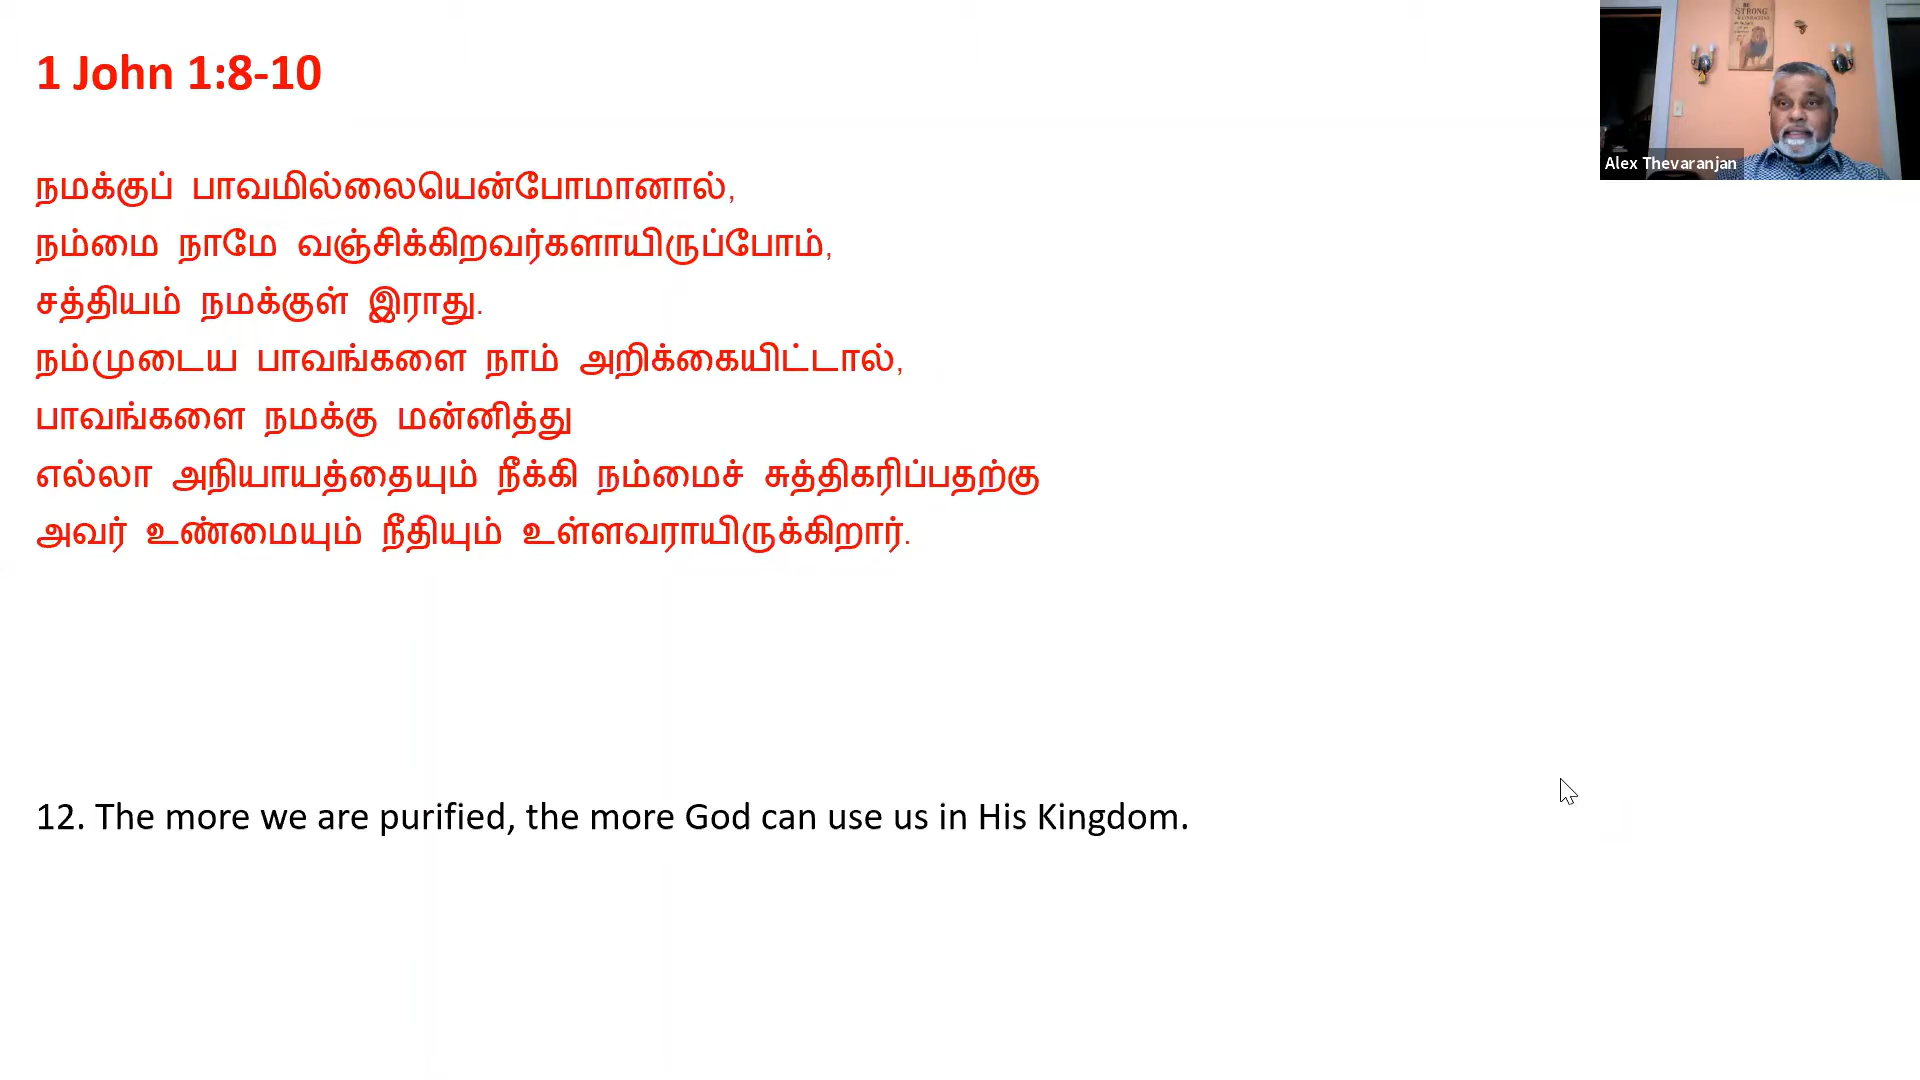 1 John 1:8-10
நமக்குப் பாவமில்லையென்போமானால்,
நம்மை நாமே வஞ்சிக்கிறவர்களாயிருப்போம்,
சத்தியம் நமக்குள் இராது.
நம்முடைய பாவங்களை நாம் அறிக்கையிட்டால்,
பாவங்களை நமக்கு மன்னித்து
எல்லா அநியாயத்தையும் நீக்கி நம்மைச் சுத்திகரிப்பதற்கு
அவர் உண்மையும் நீதியும் உள்ளவராயிருக்கிறார்.
12. The more we are purified, the more God can use us in His Kingdom.
BE
STRONG
Alex Thevaranjan